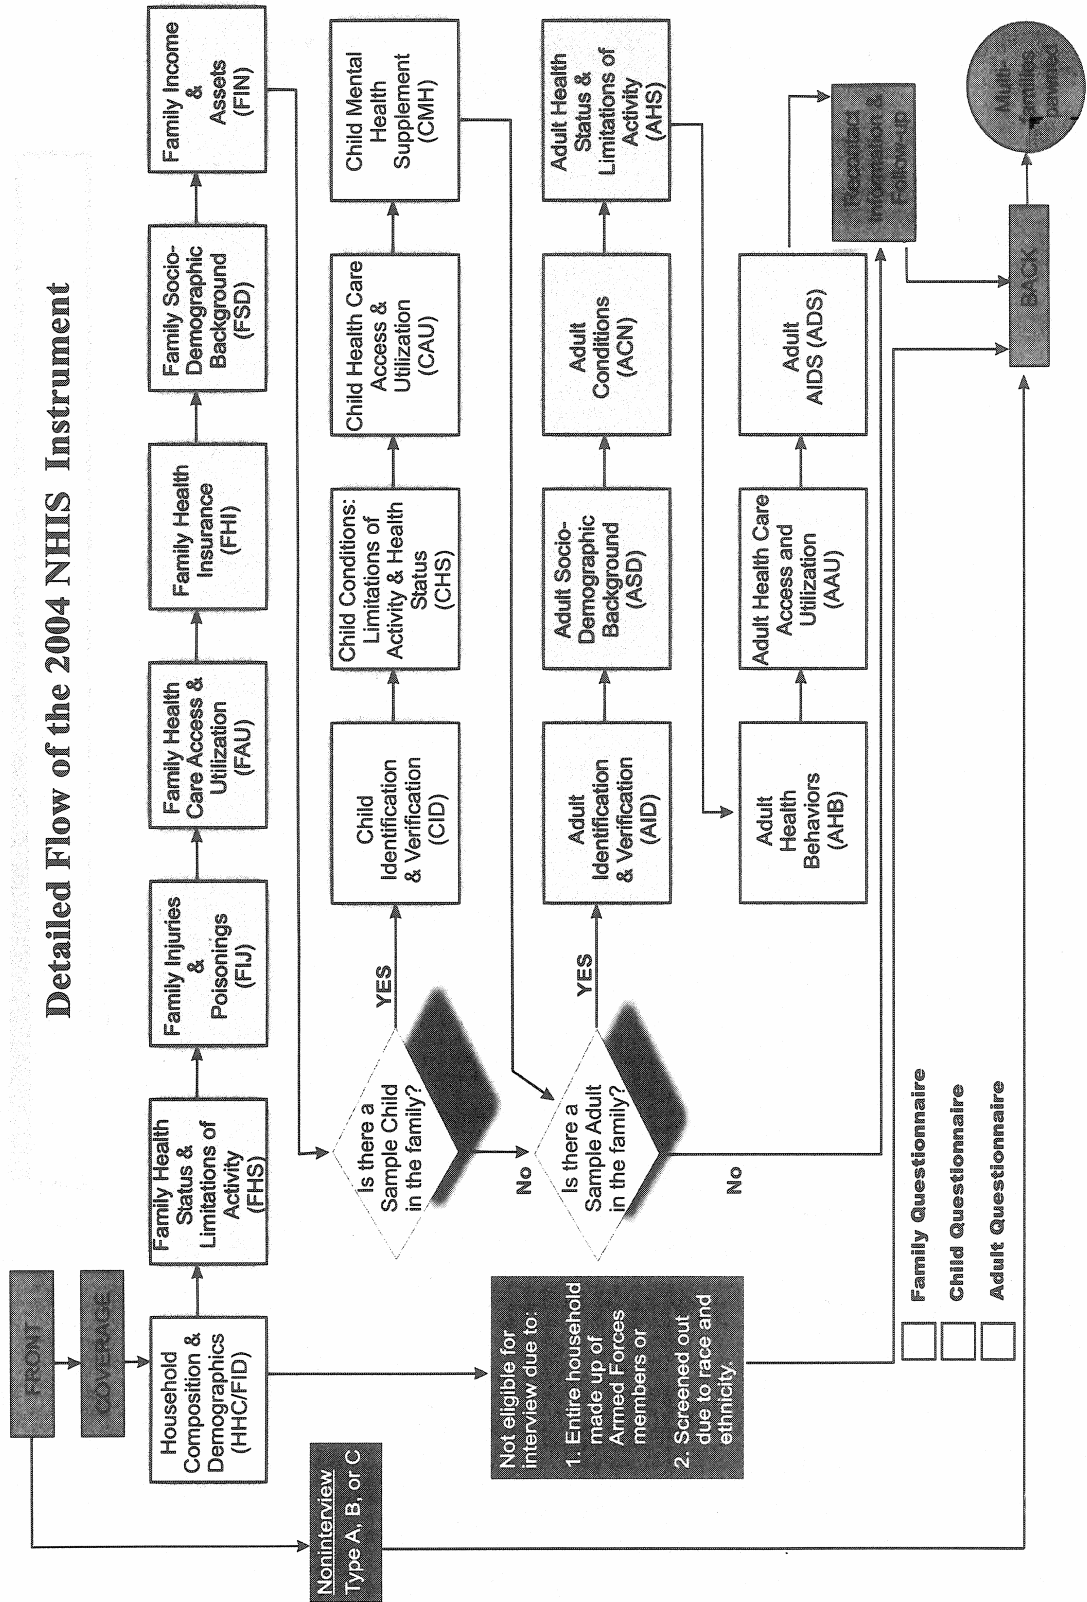 Detailed Flow of the 2004 NHIS Instrument
FRONT
COVERAGE
Household
Composition &
Demographics
(HHC/FID)
Family Health
Status &
Limitations of
Activity
(FHS)
Family Injuries
&
Poisonings
(FIJ)
Family Health
Care Access &
Utilization
(FAU)
Family Health
Insurance
(FHI)
Family Socio-
Demographic
Background
(FSD)
Family Income
&
Assets
(FIN)
Noninterview
Type A, B, or C
Is there a
Sample Child
in the family?
YES
No
Child
Identification
& Verification
(CID)
Child Conditions:
Limitations of
Activity & Health
Status
(CHS)
Child Health Care
Access &
Utilization
(CAU)
Child Mental
Health
Supplement
(CMH)
Not eligible for
interview due to:
1. Entire household
made up of
Armed Forces
members or
2. Screened out
due to race and
ethnicity.
Is there a
Sample Adult
in the family?
YES
No
Adult
Identification
& Verification
(AID)
Adult Socio-
Demographic
Background
(ASD)
Adult
Conditions
(ACN)
Adult Health
Status &
Limitations of
Activity
(AHS)
Adult
Health
Behaviors
(AHB)
Adult Health Care
Access and
Utilization
(AAU)
Adult
AIDS (ADS)
Recontact
Information &
Follow-up
Family Questionnaire
Child Questionnaire
Adult Questionnaire
BACK
Multi-
families
pawned